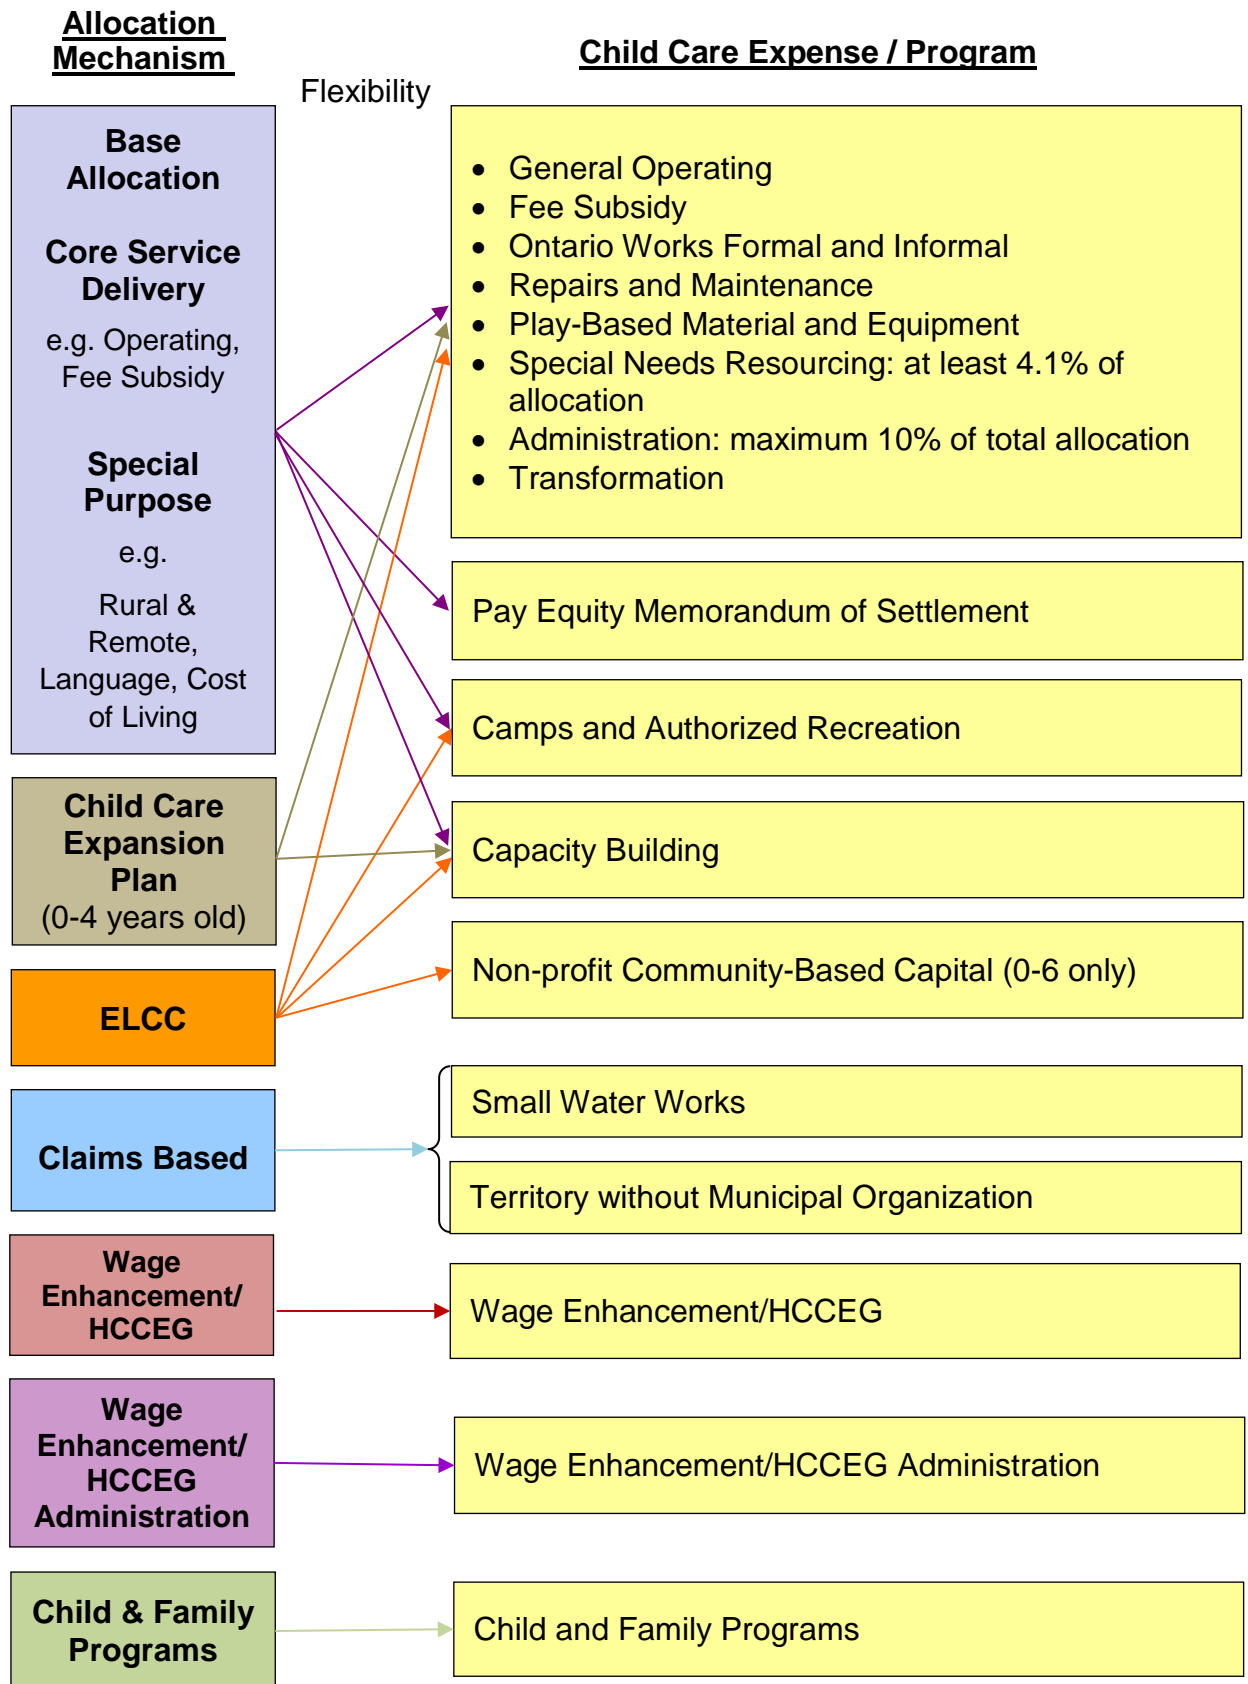 Allocation
Mechanism
Child Care Expense / Program
Flexibility
Base
Allocation
Core Service
Delivery
e.g. Operating,
Fee Subsidy
Special
Purpose
e.g.
Rural &
Remote,
Language, Cost
of Living
• General Operating
• Fee Subsidy
• Ontario Works Formal and Informal
• Repairs and Maintenance
• Play-Based Material and Equipment
• Special Needs Resourcing: at least 4.1% of
allocation
• Administration: maximum 10% of total allocation
• Transformation
Pay Equity Memorandum of Settlement
Camps and Authorized Recreation
Child Care
Expansion
Plan
(0-4 years old)
Capacity Building
ELCC
Non-profit Community-Based Capital (0-6 only)
Claims Based
Small Water Works
Territory without Municipal Organization
Wage
Enhancement/
HCCEG
Wage Enhancement/HCCEG
Wage
Enhancement/
HCCEG
Administration
Wage Enhancement/HCCEG Administration
Child & Family
Programs
Child and Family Programs